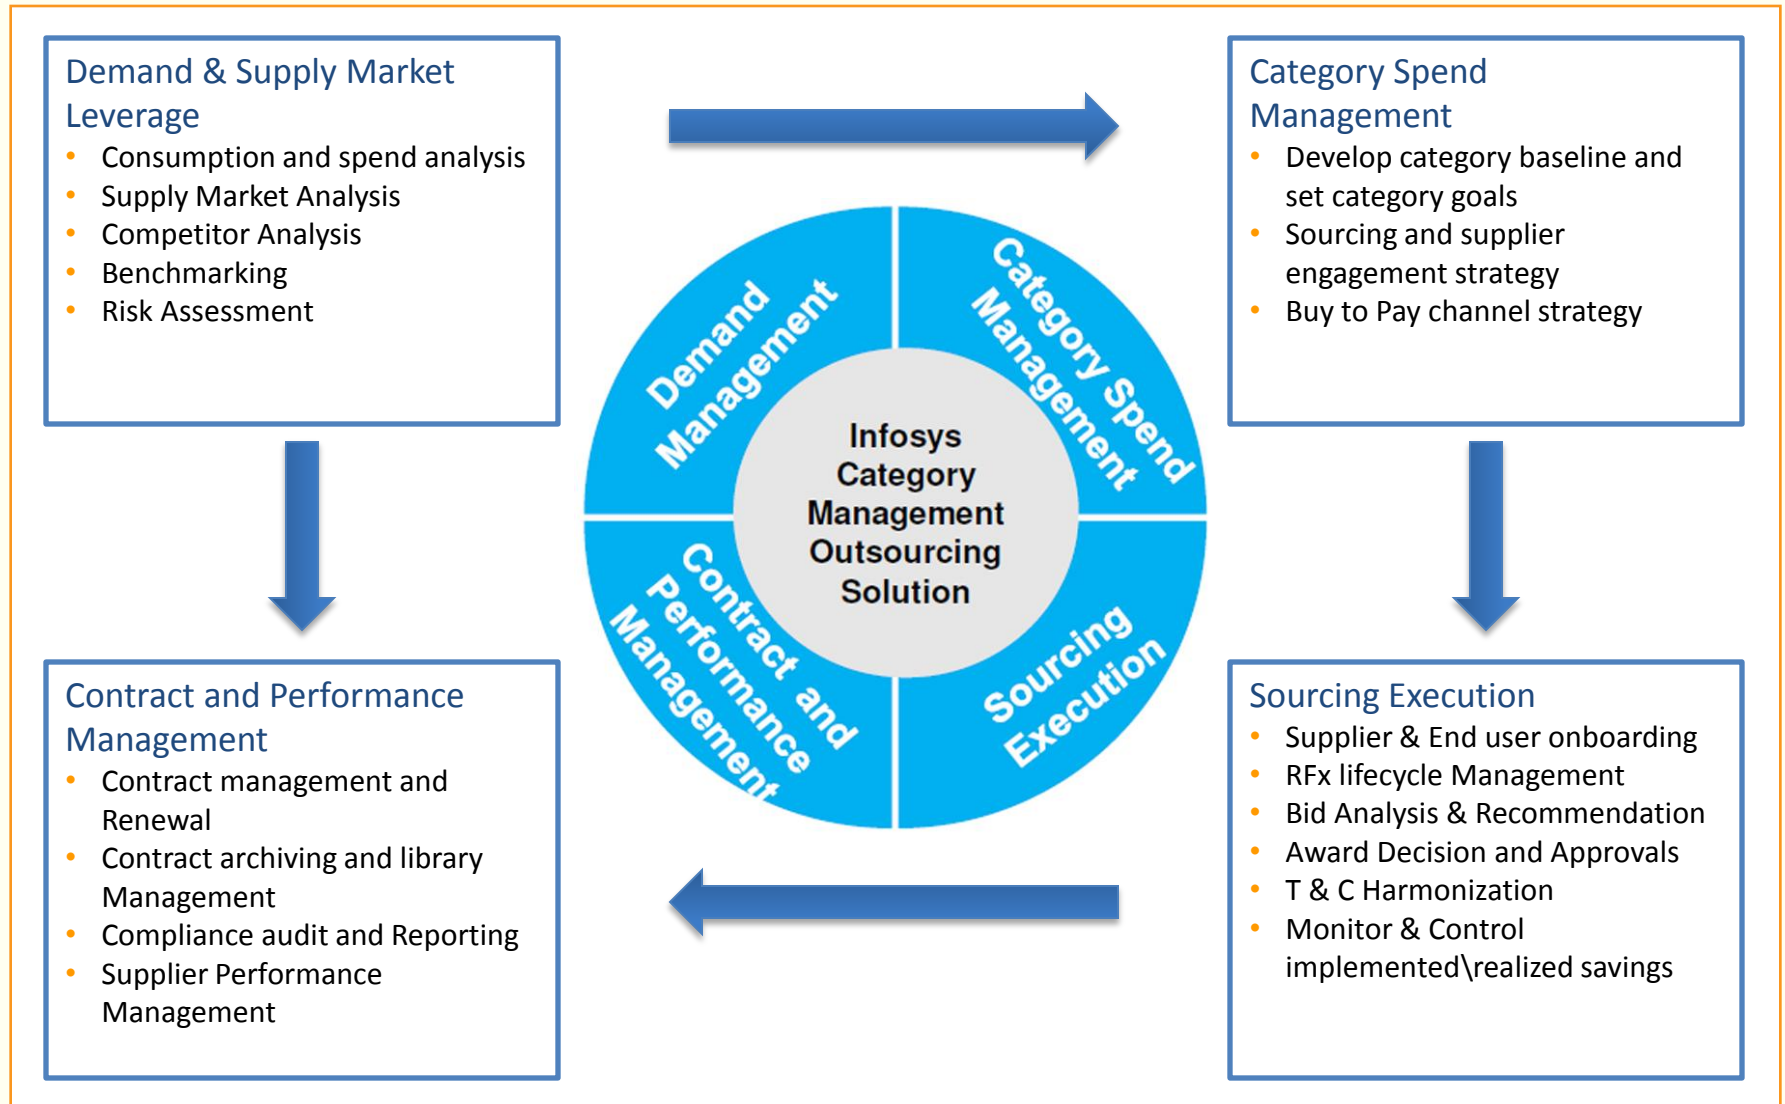 Demand & Supply Market
Leverage
• Consumption and spend analysis
• Supply Market Analysis
• Competitor Analysis
• Benchmarking
• Risk Assessment
Category Spend
Management
• Develop category baseline and
set category goals
• Sourcing and supplier
engagement strategy
• Buy to Pay channel strategy
Demand
Management
Category Spend
Management
Infosys
Category
Management
Outsourcing
Solution
Contract and
Performance
Management
Sourcing
Execution
Contract and Performance
Management
• Contract management and
Renewal
• Contract archiving and library
Management
• Compliance audit and Reporting
• Supplier Performance
Management
Sourcing Execution
• Supplier & End user onboarding
• RFx lifecycle Management
• Bid Analysis & Recommendation
• Award Decision and Approvals
• T & C Harmonization
• Monitor & Control
implemented\realized savings